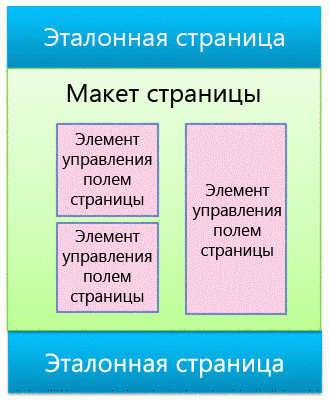 Эталонная страница
Макет страницы
Элемент
управления
полем
страницы
Элемент
управления
полем
страницы
Элемент
управления
полем
страницы
Эталонная страница